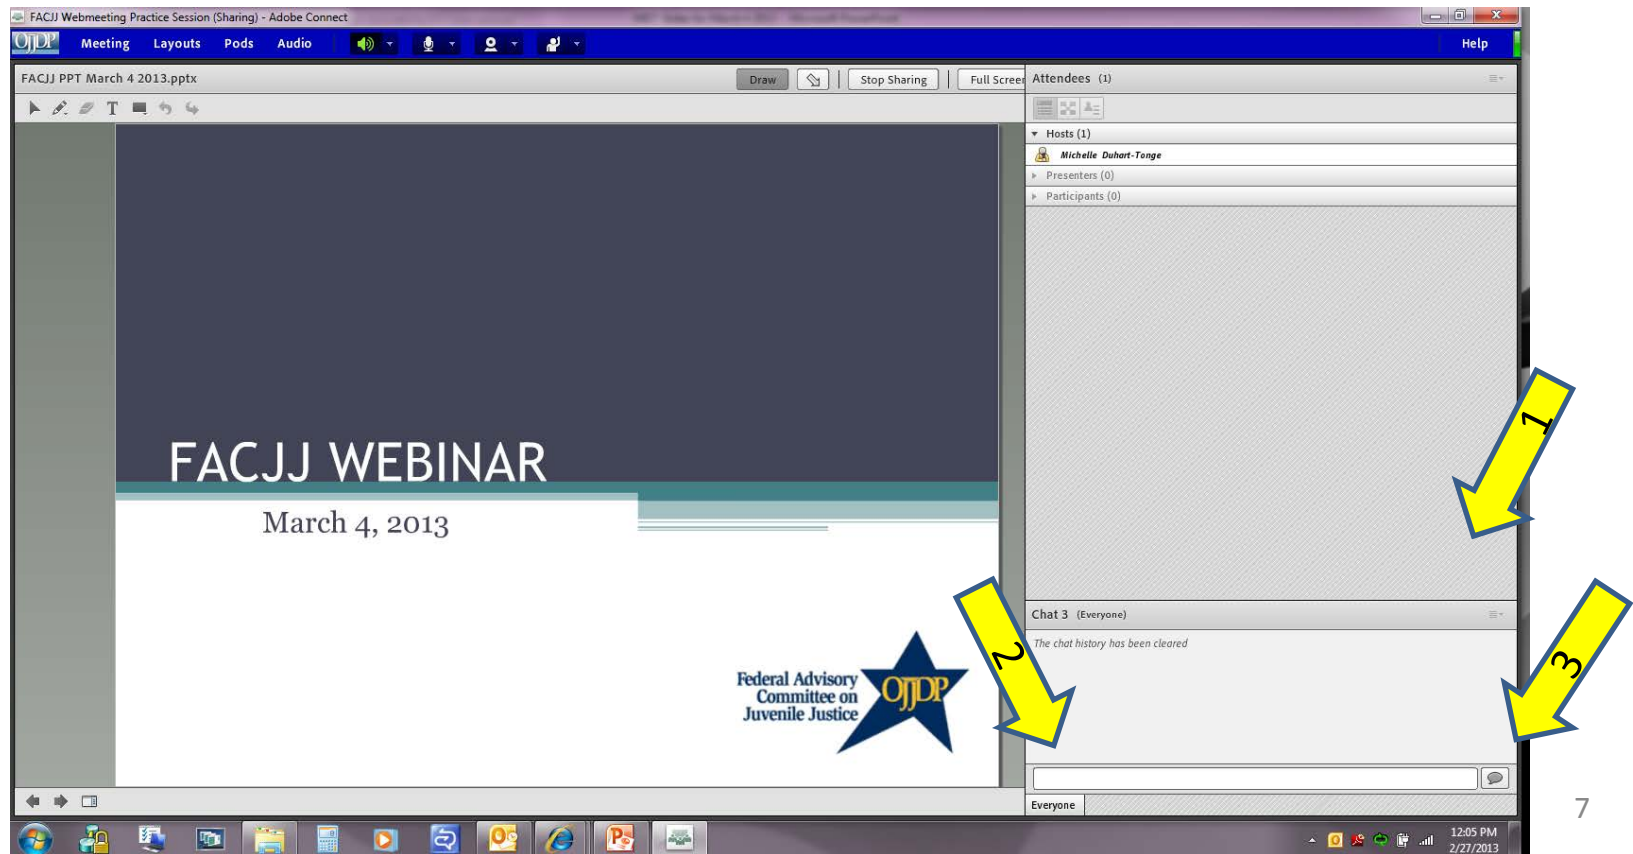 FACJJ Webmeeting Practice Session (Sharing) - Adobe Connect
OJJDP Meeting Layouts Pods Audio Help
FACJJ PPT March 4 2013.pptx
Draw Stop Sharing Full Screen
Attendees (1)
T
Hosts (1)
Michelle Duhart-Tonge
Presenters (0)
Participants (0)
1
FACJJ WEBINAR
March 4, 2013
Chat 3 (Everyone)
The chat history has been cleared
2
3
Federal Advisory
Committee on
Juvenile Justice
OJJDP
Everyone
7
12:05 PM
2/27/2013